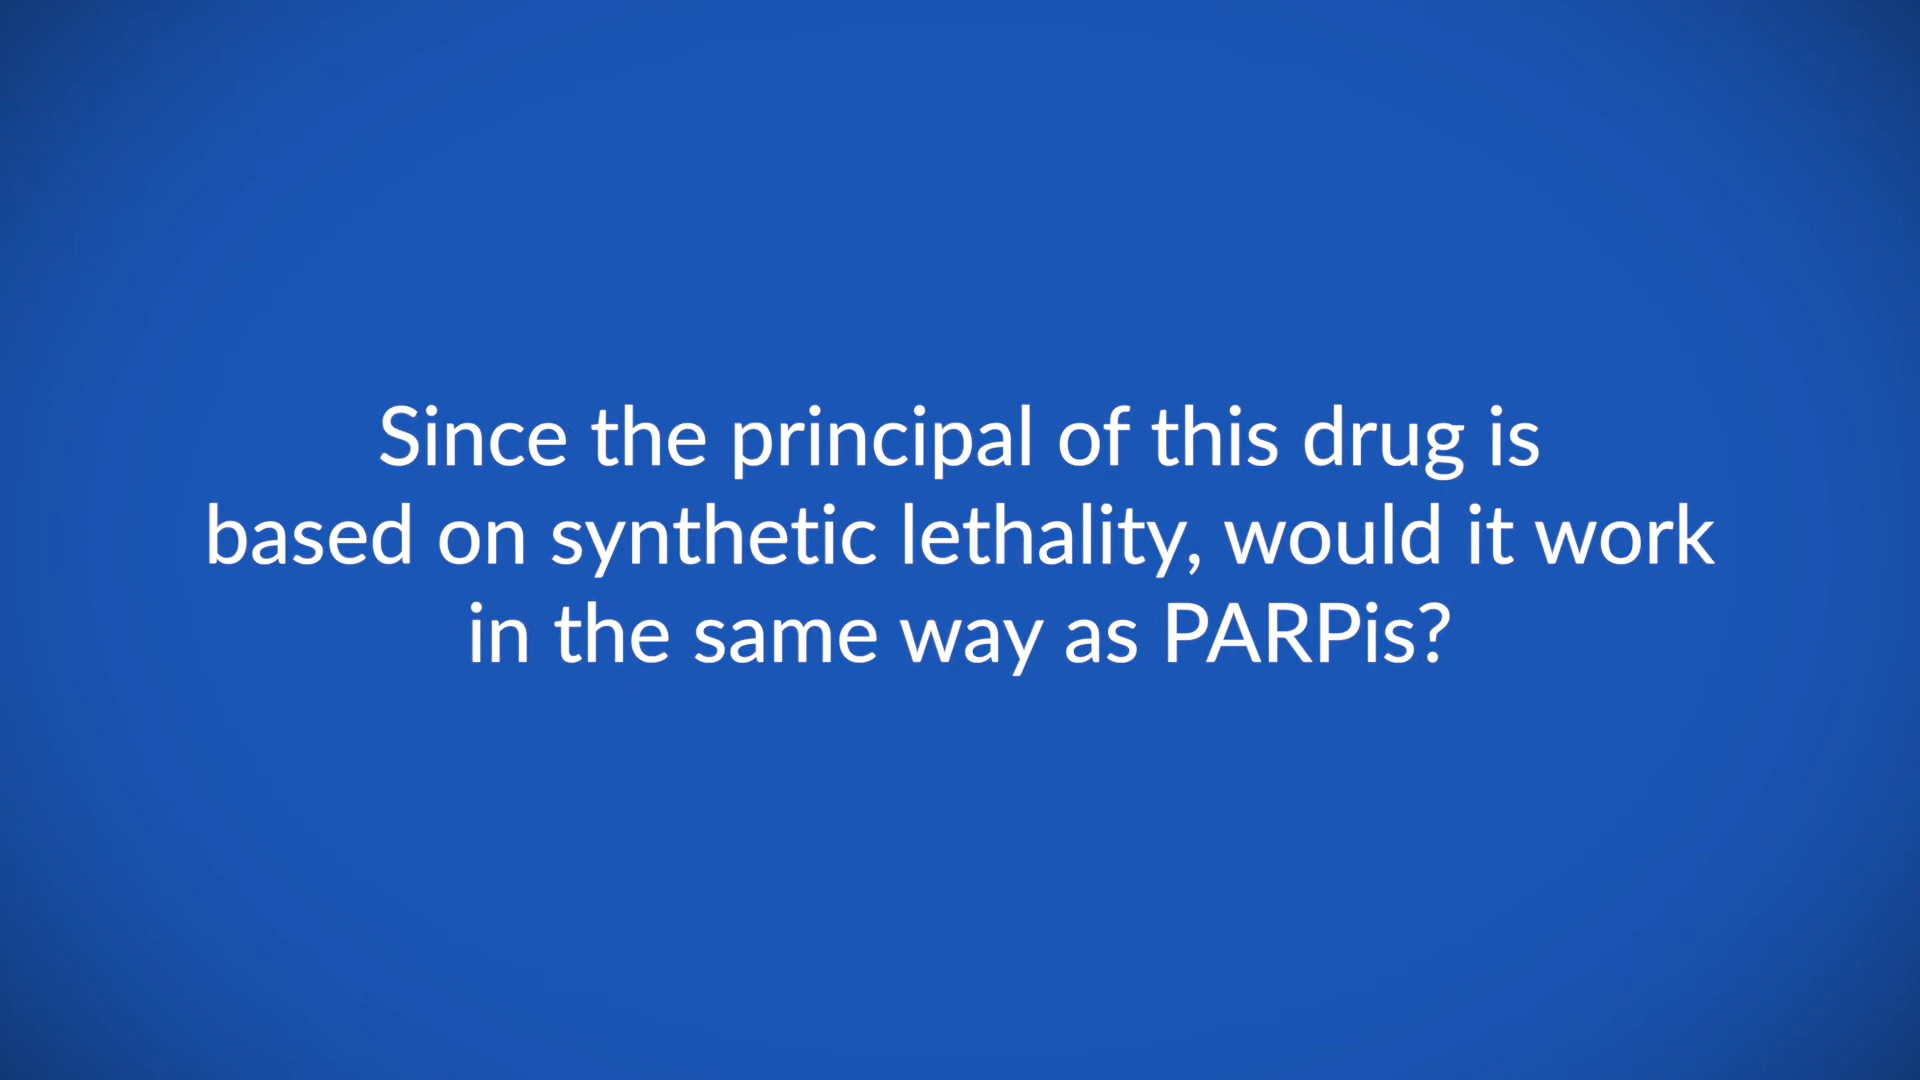 Since the principal of this drug is
based on synthetic lethality, would it work
in the same way as PARPis?